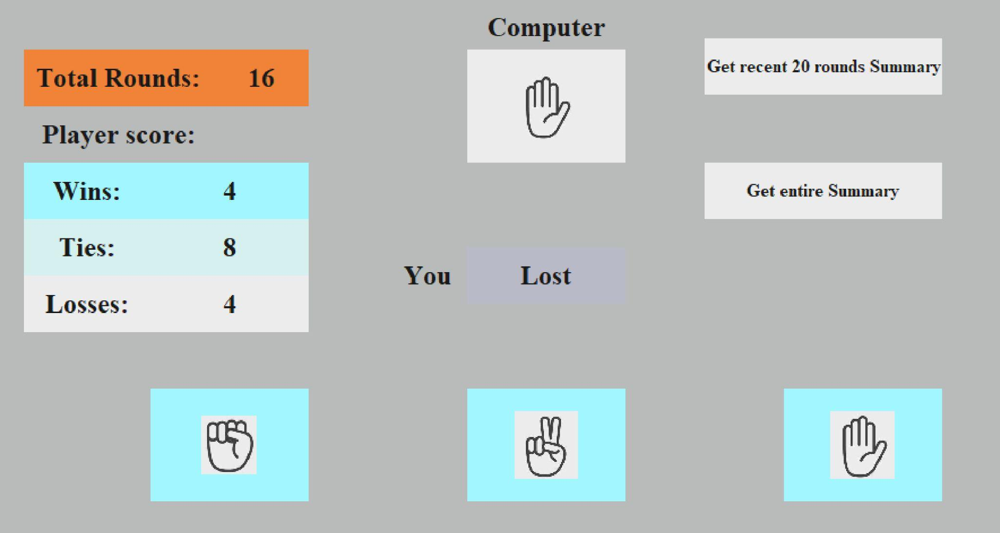 Computer
Get recent 20 rounds Summary
Total Rounds: 16
Player score:
Wins: 4
Get entire Summary
Ties: 8
You Lost
Losses: 4